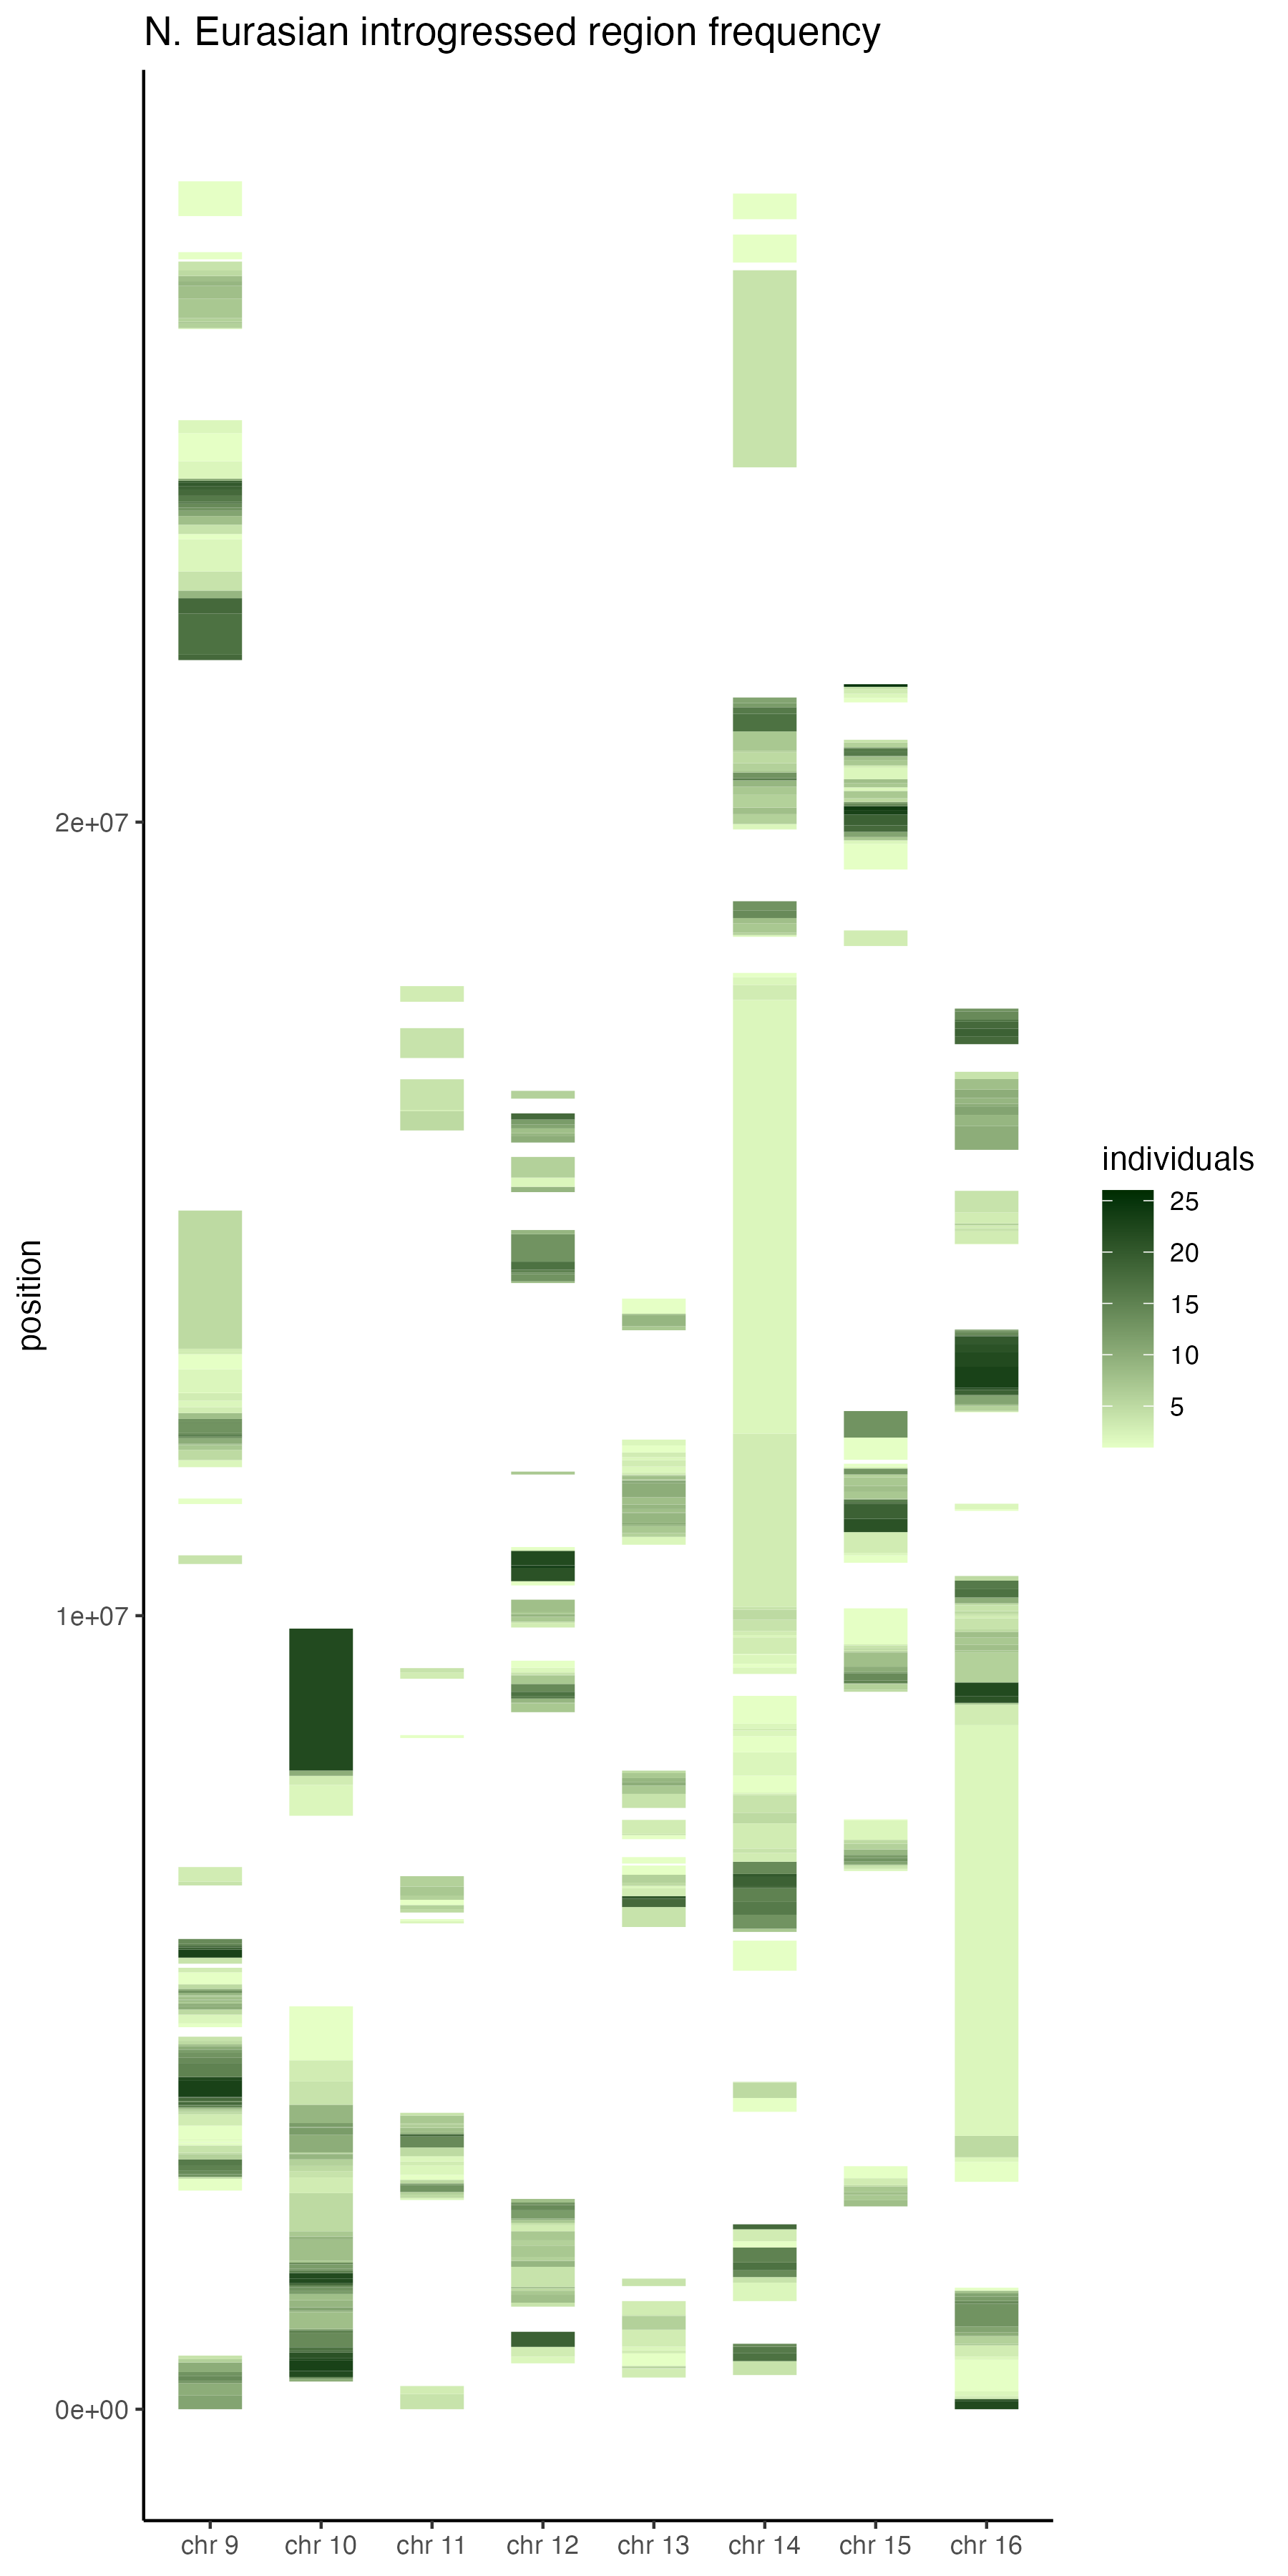 N. Eurasian introgressed region frequency
2e+07
1e+07
0e+00
position
chr 9
chr 10
chr 11
chr 12
chr 13
chr 14
chr 15
chr 16
individuals
25
20
15
10
5